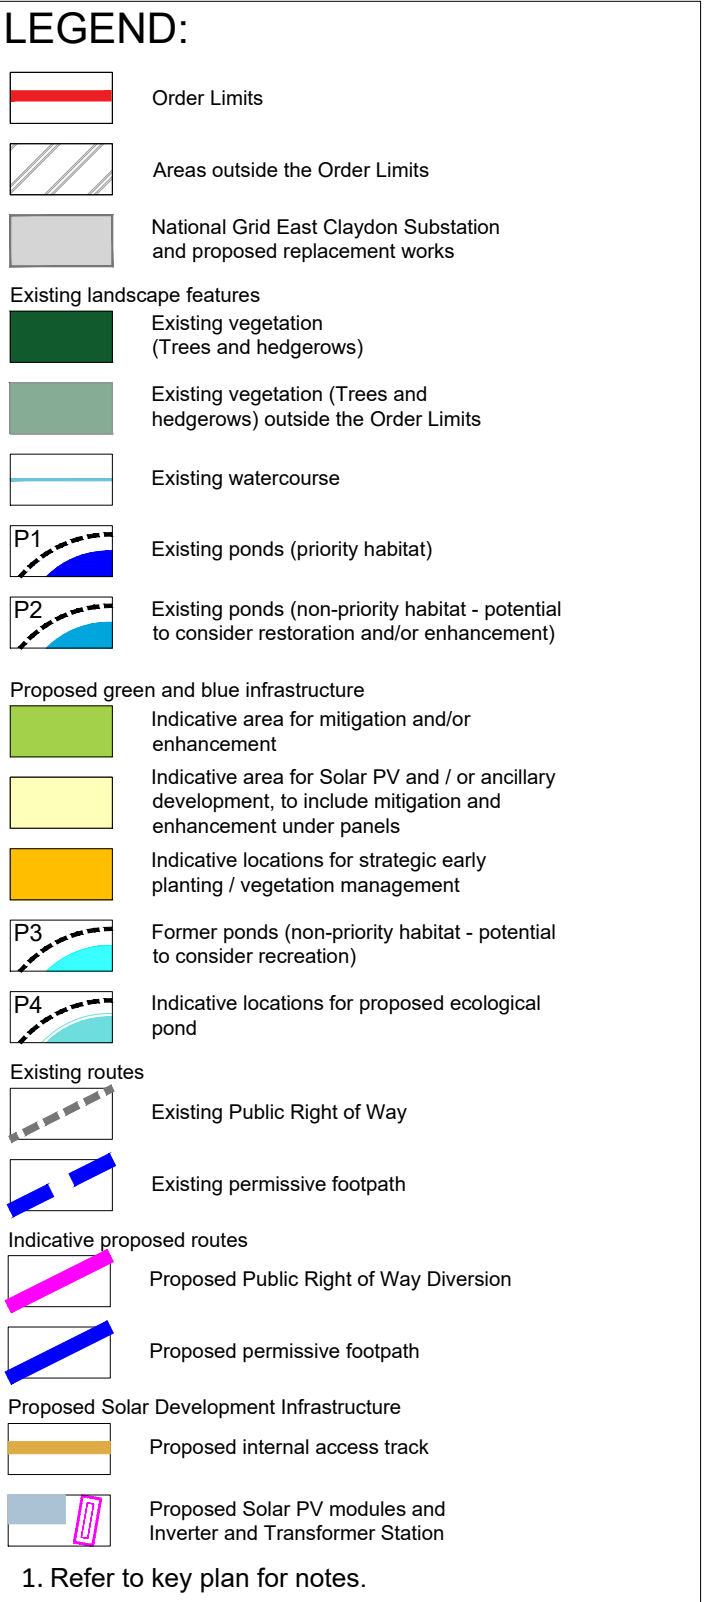 LEGEND:
Order Limits
Areas outside the Order Limits
National Grid East Claydon Substation
and proposed replacement works
Existing landscape features
Existing vegetation
(Trees and hedgerows)
Existing vegetation (Trees and
hedgerows) outside the Order Limits
Existing watercourse
P1
Existing ponds (priority habitat)
P2
Existing ponds (non-priority habitat - potential
to consider restoration and/or enhancement)
Proposed green and blue infrastructure
Indicative area for mitigation and/or
enhancement
Indicative area for Solar PV and / or ancillary
development, to include mitigation and
enhancement under panels
Indicative locations for strategic early
planting / vegetation management
P3
Former ponds (non-priority habitat - potential
to consider recreation)
P4
Indicative locations for proposed ecological
pond
Existing routes
Existing Public Right of Way
Existing permissive footpath
Indicative proposed routes
Proposed Public Right of Way Diversion
Proposed permissive footpath
Proposed Solar Development Infrastructure
Proposed internal access track
Proposed Solar PV modules and
Inverter and Transformer Station
1. Refer to key plan for notes.